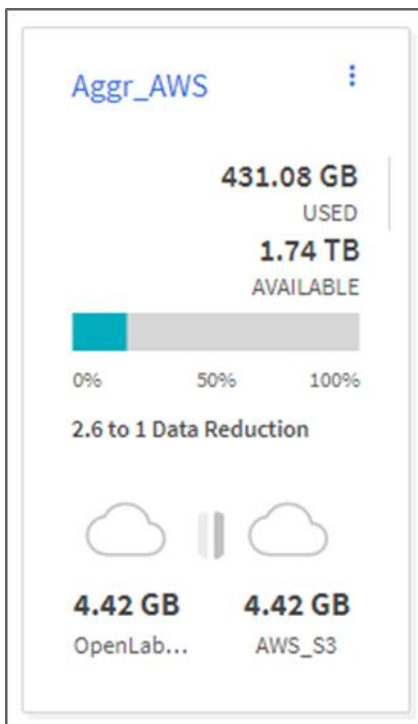 Aggr_AWS
431.08 GB
USED
1.74 TB
AVAILABLE
0% 50% 100%
2.6 to 1 Data Reduction
4.42 GB 4.42 GB
OpenLab... AWS_S3